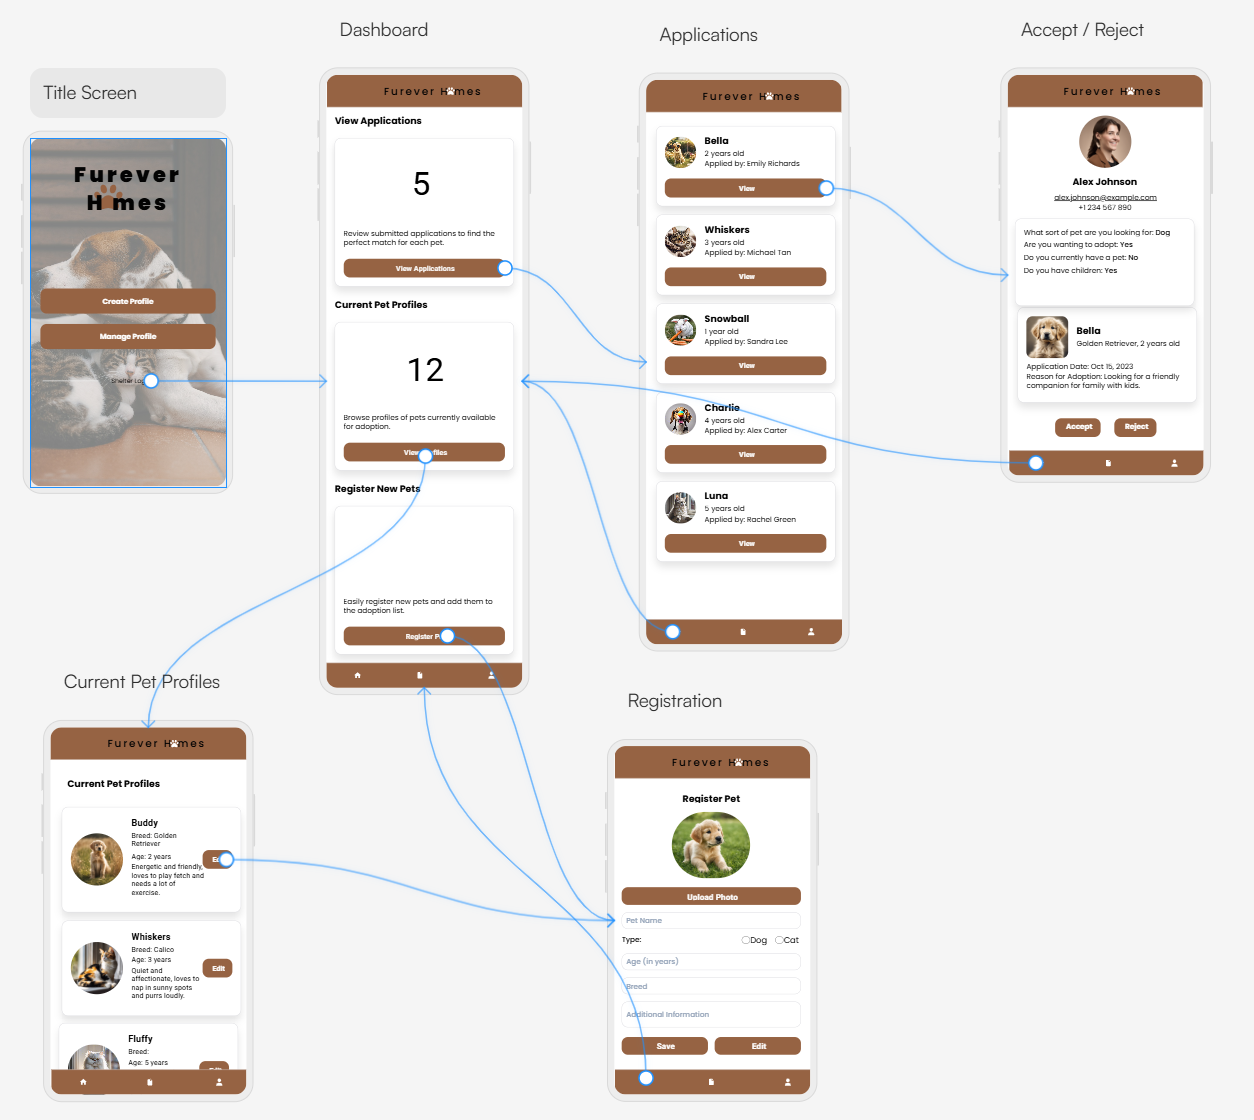 Title Screen
Furever
H mes
Create Profile
Manage Profile
Shelter
Dashboard
Furever H mes
View Applications
5
Review submitted applications to find the
perfect match for each pet.
View Applications
Current Pet Profiles
12
Browse profiles of pets currently available
for adoption.
View files
Register New Pets
Easily register new pets and add them to
the adoption list.
Register
Applications
Furever H mes
Bella
2 years old
Applied by: Emily Richards
View
Whiskers
3 years old
Applied by: Michael Tan
View
Snowball
1 year old
Applied by: Sandra Lee
View
Charlie
4 years old
Applied by: Alex Carter
View
Luna
5 years old
Applied by: Rachel Green
View
Accept / Reject
Furever H mes
Alex Johnson
alex.johnson@example.com
+1 234 567 890
What sort of pet are you looking for: Dog
Are you wanting to adopt: Yes
Do you currently have a pet: No
Do you have children: Yes
Bella
Golden Retriever, 2 years old
Application Date: Oct 15, 2023
Reason for Adoption: Looking for a friendly
companion for family with kids.
Accept
Reject
Current Pet Profiles
Furever H mes
Current Pet Profiles
Buddy
Breed: Golden
Retriever
Age: 2 years
Energetic and friendly,
loves to play fetch and
needs a lot of
exercise.
Whiskers
Breed: Calico
Age: 3 years
Quiet and
affectionate, loves to
nap in sunny spots
and purrs loudly.
Edit
Fluffy
Breed:
Age: 5 years
Registration
Furever H mes
Register Pet
Upload Photo
Pet Name
Type:
Dog
Cat
Age (in years)
Breed
Additional Information
Save
Edit